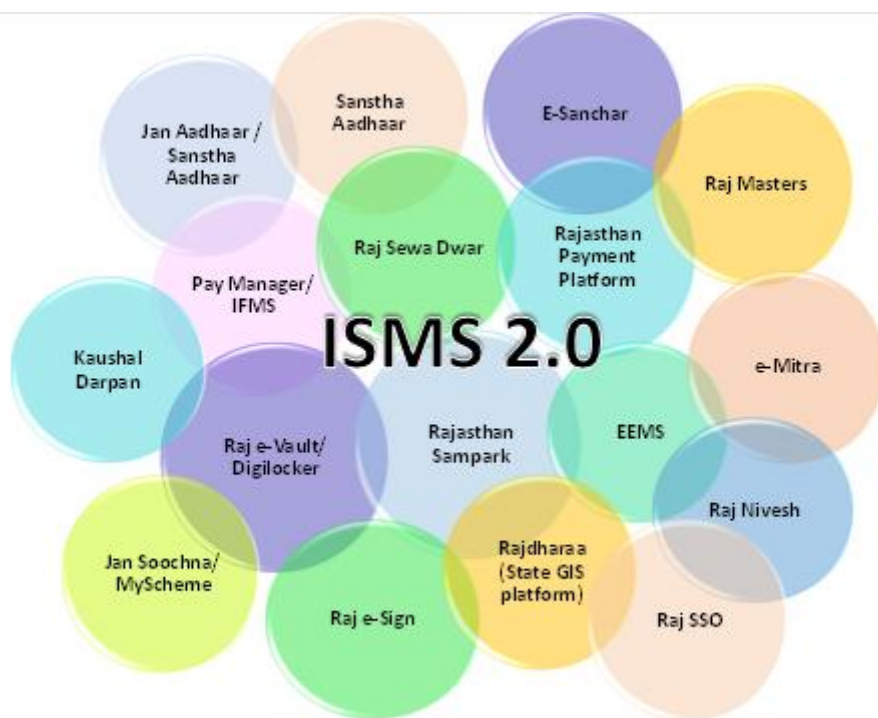 Sanstha
Aadhaar
E-Sanchar
Jan Aadhaar /
Sanstha
Aadhaar
Raj Masters
Raj Sewa Dwar
Rajasthan
Payment
Platform
Pay Manager/
IFMS
ISMS 2.0
Kaushal
Darpan
e-Mitra
Raj e-Vault/
Digilocker
Rajasthan
Sampark
EEMS
Raj Nivesh
Jan Soochna/
MyScheme
Rajdharaa
(State GIS
platform)
Raj e-Sign
Raj SSO